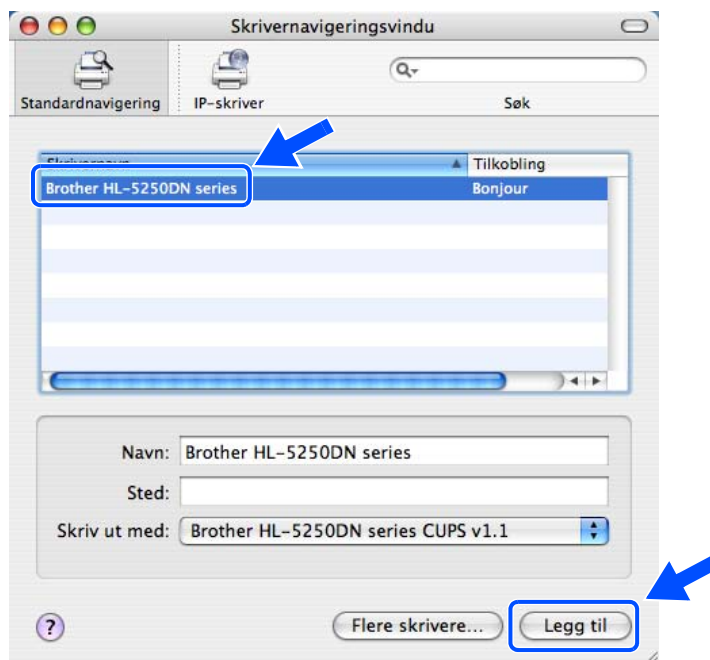 Skrivernavigeringsvindu
Standardnavigering IP-skriver Søk
Skrivernavn Tilkobling
Brother HL-5250DN series Bonjour
Navn: Brother HL-5250DN series
Sted:
Skriv ut med: Brother HL-5250DN series CUPS v1.1
? Flere skrivere... Legg til